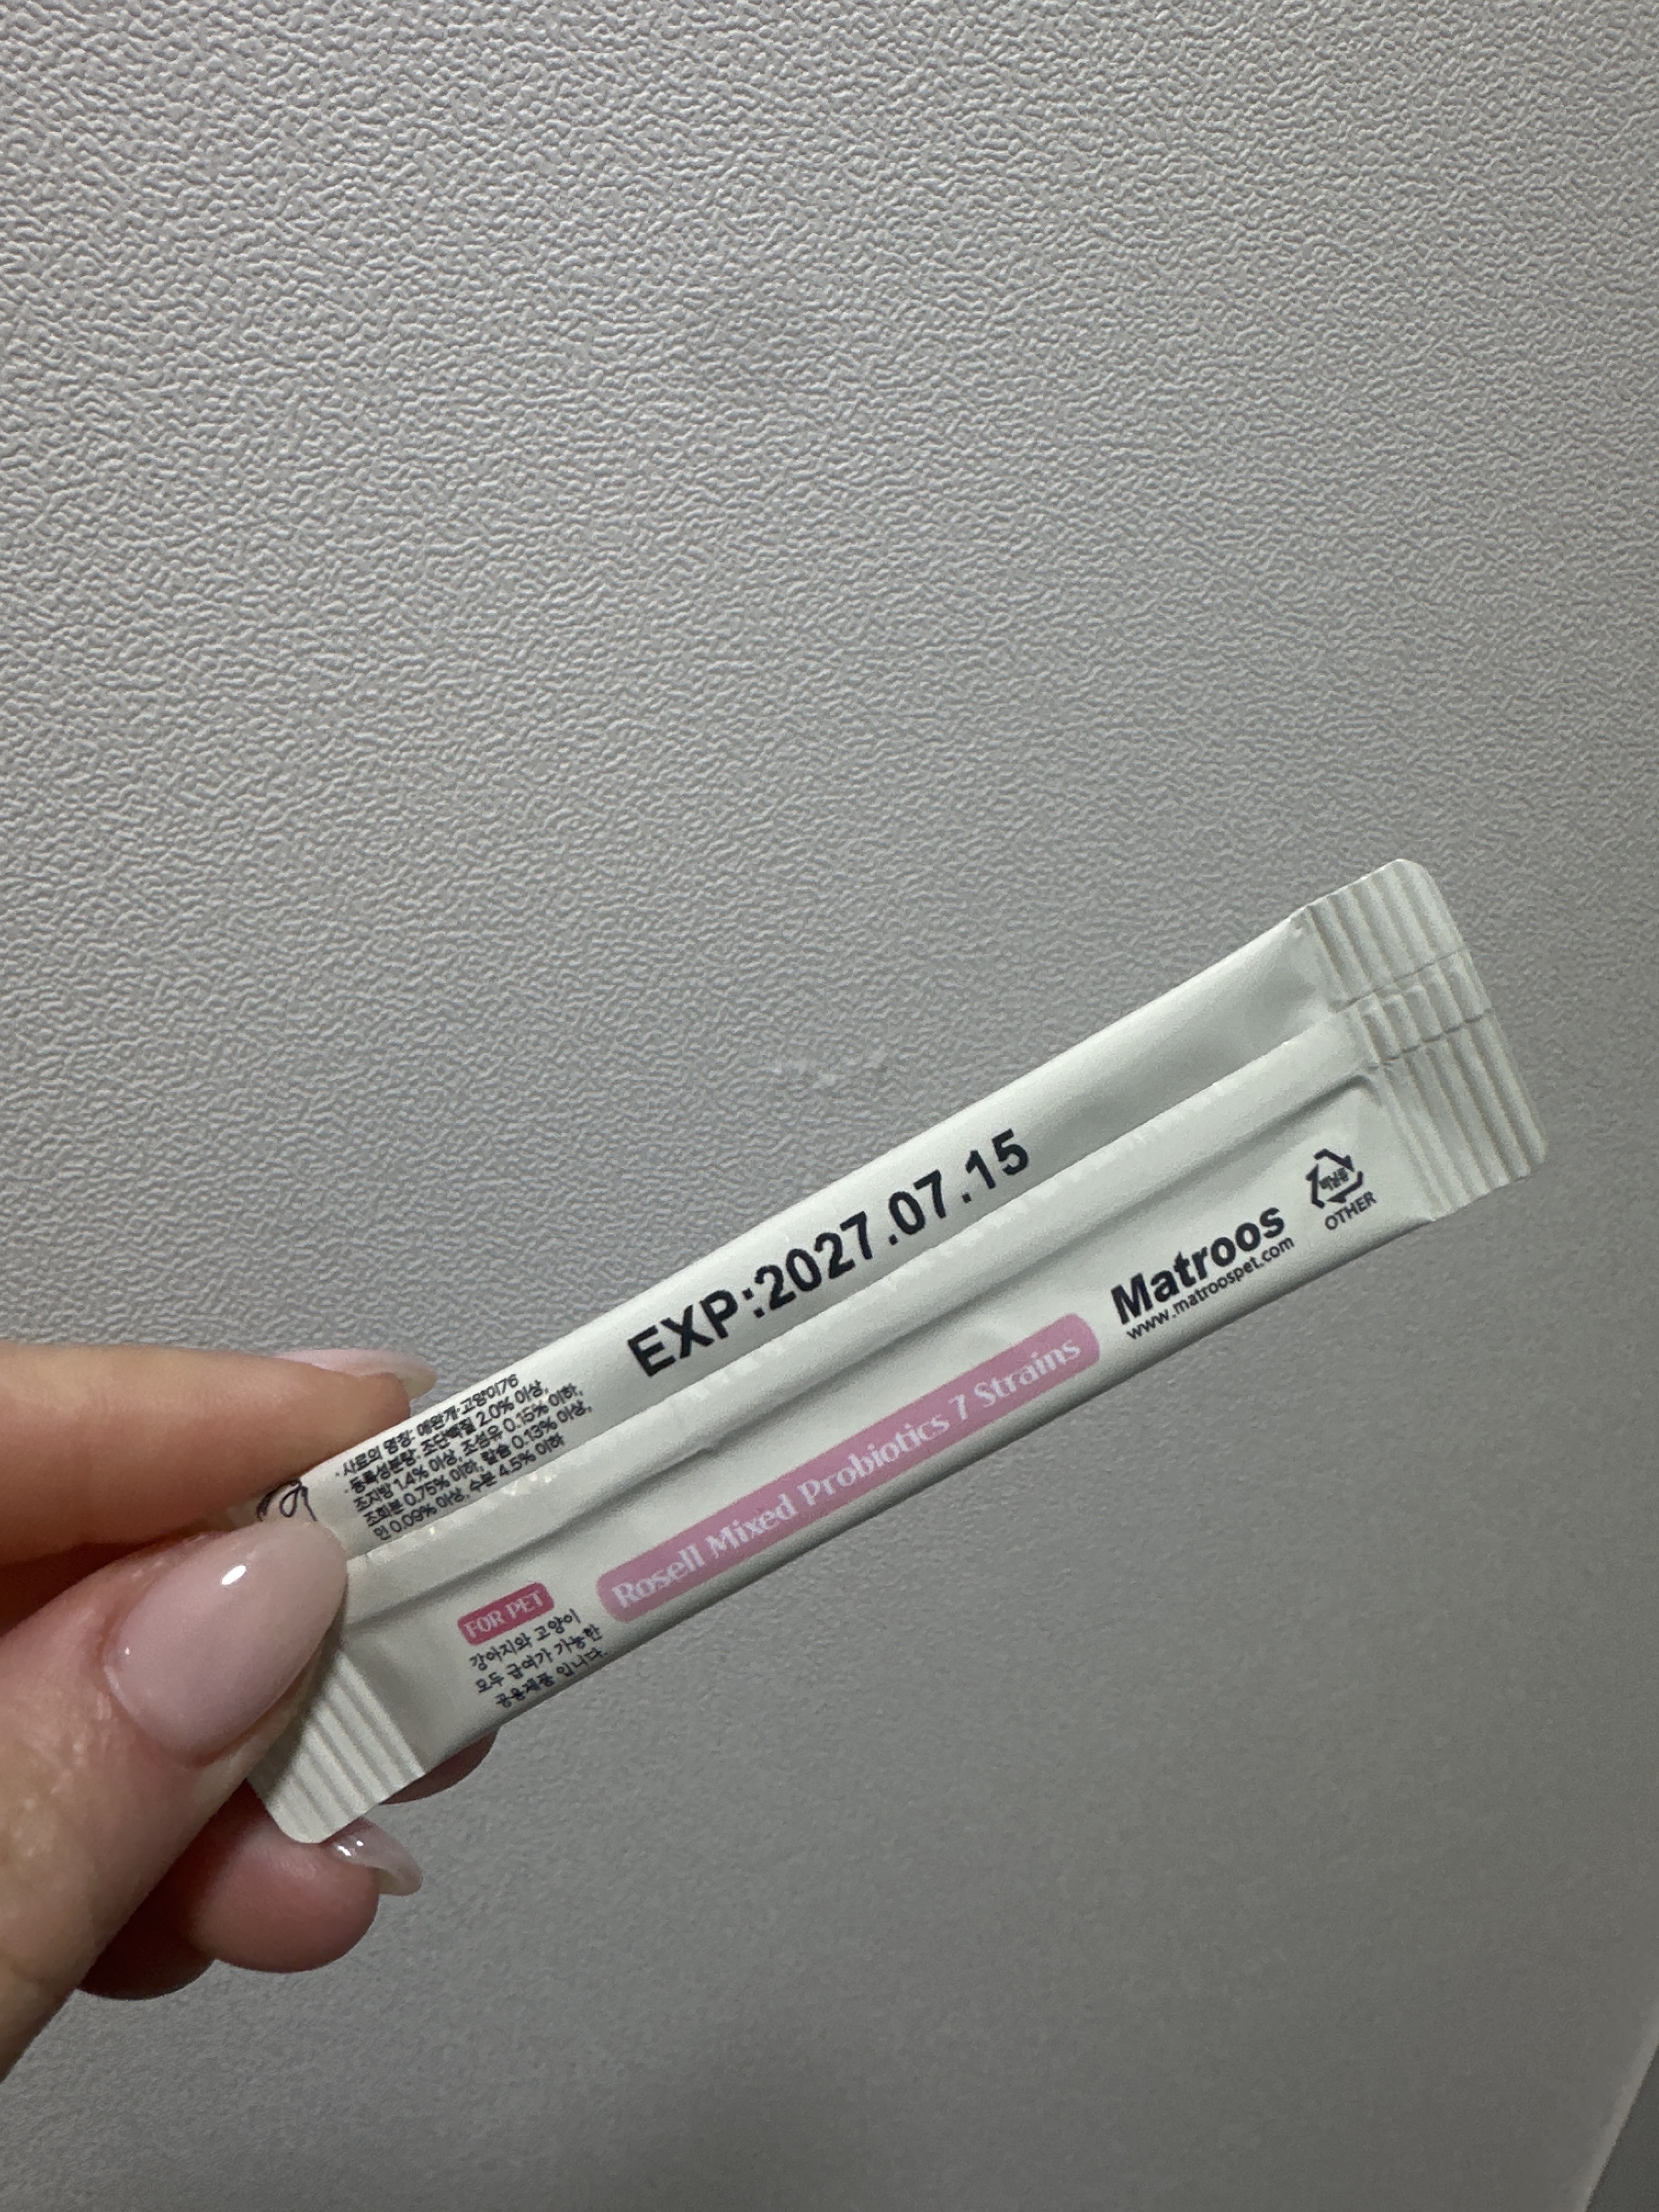 · 사료의 명칭: 애완개·고양이76
· 등록성분량: 조단백질 2.0% 이상,
조지방 1.4% 이상, 조섬유 0.15% 이하,
조회분 0.75% 이하, 칼슘 0.13% 이상,
인 0.09% 이상, 수분 4.5% 이하
EXP:2027.07.15
FOR PET
강아지와 고양이
모두 급여가 가능한
공용제품 입니다.
Rosell Mixed Probiotics 7 Strains
Matroos
www.matroospet.com
비닐류
OTHER